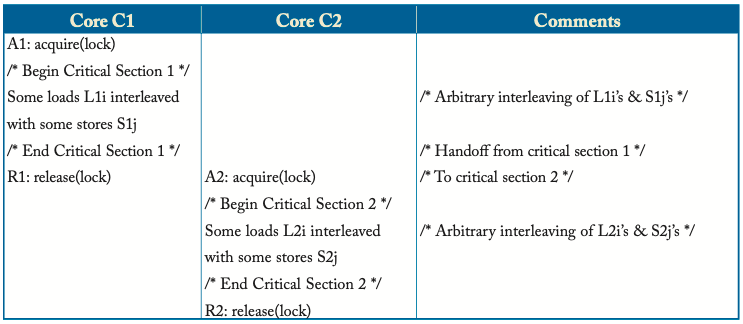 Core C1 Core C2 Comments
A1: acquire(lock)
/* Begin Critical Section 1 */
Some loads L1i interleaved /* Arbitrary interleaving of L1i’s & S1j’s */
with some stores S1j
/* End Critical Section 1 */ /* Handoff from critical section 1 */
R1: release(lock) A2: acquire(lock) /* To critical section 2 */
/* Begin Critical Section 2 */
Some loads L2i interleaved /* Arbitrary interleaving of L2i’s & S2j’s */
with some stores S2j
/* End Critical Section 2 */
R2: release(lock)